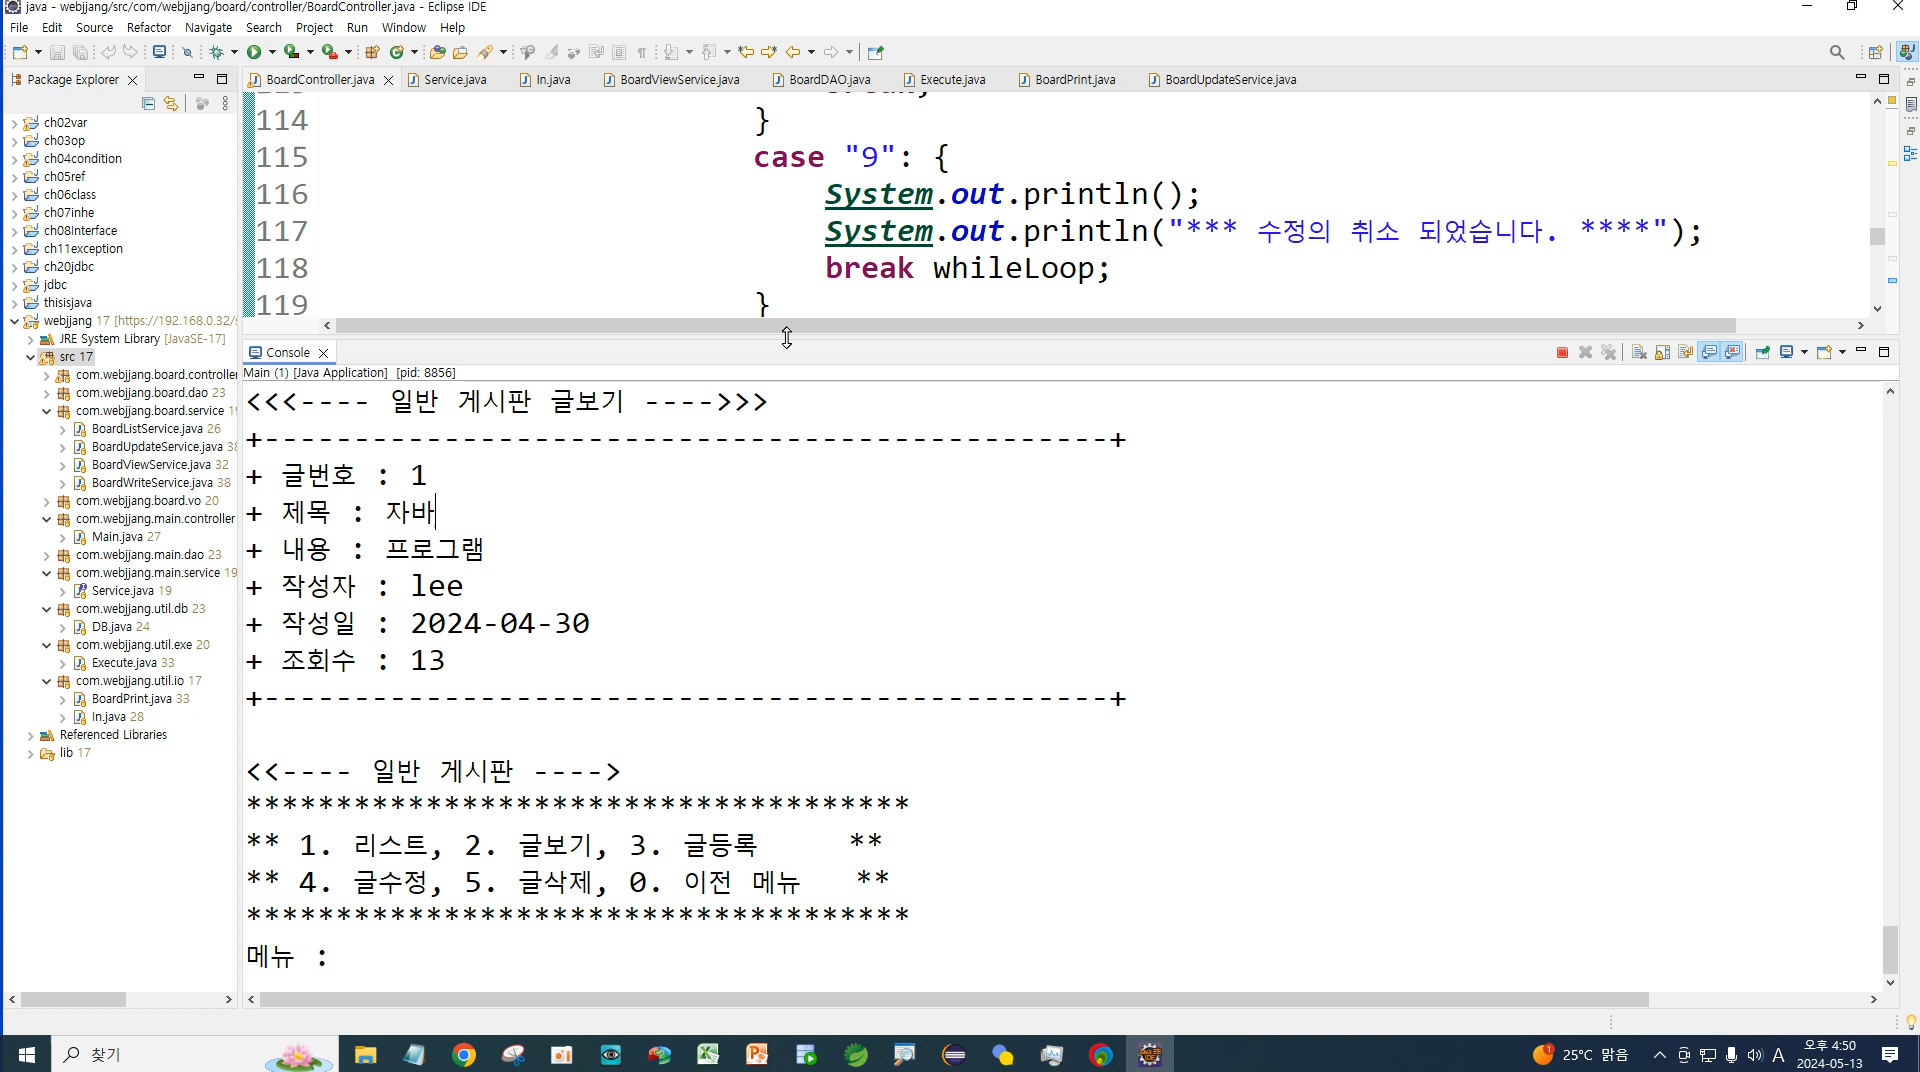 java - webjjang/src/com/webjjang/board/controller/BoardController.java - Eclipse IDE
File Edit Source Refactor Navigate Search Project Run Window Help
Package Explorer
BoardController.java Service.java In.java BoardViewService.java BoardDAO.java Execute.java BoardPrint.java BoardUpdateService.java
ch02var
ch03op
ch04condition
ch05ref
ch06class
ch07inhe
ch08Interface
ch11exception
ch20jdbc
jdbc
thisisjava
webjjang 17 [https://192.168.0.32/
JRE System Library [JavaSE-17]
src 17
com.webjjang.board.controller
com.webjjang.board.dao 23
com.webjjang.board.service
BoardListService.java 26
BoardUpdateService.java
BoardViewService.java 32
BoardWriteService.java 38
com.webjjang.board.vo 20
com.webjjang.main.controller
Main.java 27
com.webjjang.main.dao 23
com.webjjang.main.service 19
Service.java 19
com.webjjang.util.db 23
DB.java 24
com.webjjang.util.exe 20
Execute.java 33
com.webjjang.util.io 17
BoardPrint.java 33
In.java 28
Referenced Libraries
lib 17
114 }
115 case "9": {
116 System.out.println();
117 System.out.println("*** 수정의 취소 되었습니다. ****");
118 break whileLoop;
119 }
Console
Main (1) [Java Application] [pid: 8856]
<<<---- 일반 게시판 글보기 ---->>>
+-----------------------------------------------+
+ 글번호 : 1
+ 제목 : 자바
+ 내용 : 프로그램
+ 작성자 : lee
+ 작성일 : 2024-04-30
+ 조회수 : 13
+-----------------------------------------------+
<<---- 일반 게시판 ---->
*************************************
** 1. 리스트, 2. 글보기, 3. 글등록 **
** 4. 글수정, 5. 글삭제, 0. 이전 메뉴 **
*************************************
메뉴 :
찾기
25°C 맑음
A
오후 4:50
2024-05-13